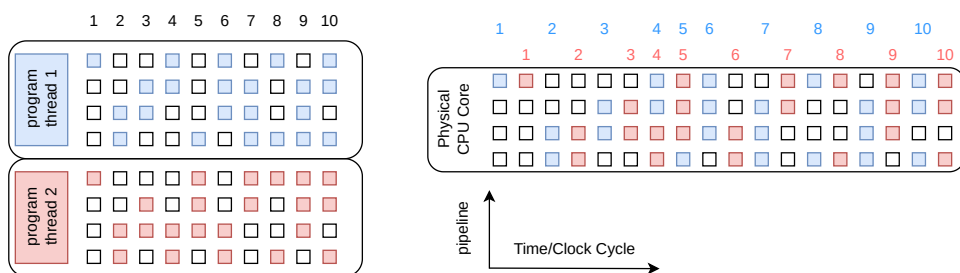 1 2 3 4 5 6 7 8 9 10
program
thread 1
program
thread 2
1 2 3 4 5 6 7 8 9 10
1 2 3 4 5 6 7 8 9 10
Physical
CPU Core
pipeline
Time/Clock Cycle